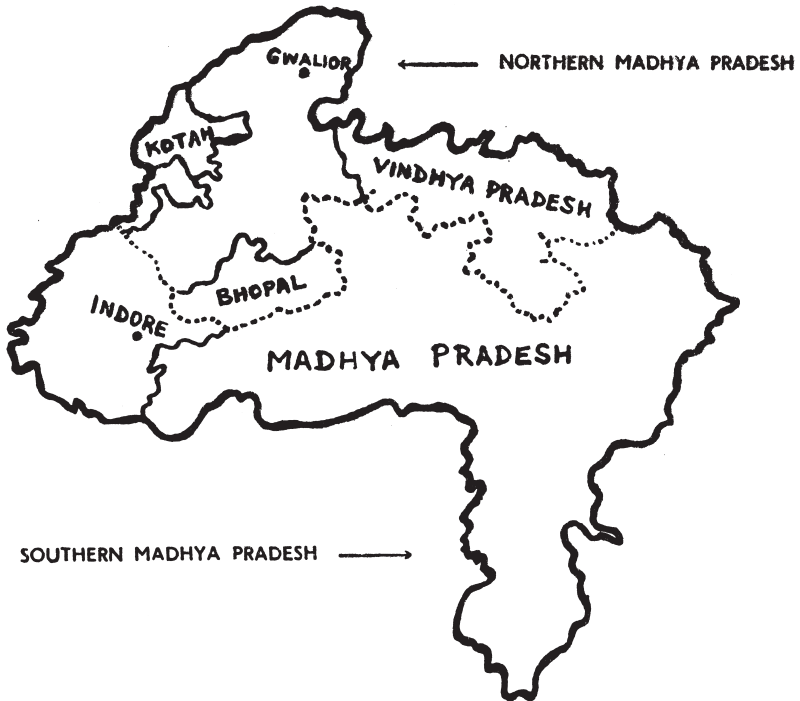 GWALIOR
NORTHERN MADHYA PRADESH
KOTAH
VINDHYA PRADESH
BHOPAL
INDORE
MADHYA PRADESH
SOUTHERN MADHYA PRADESH